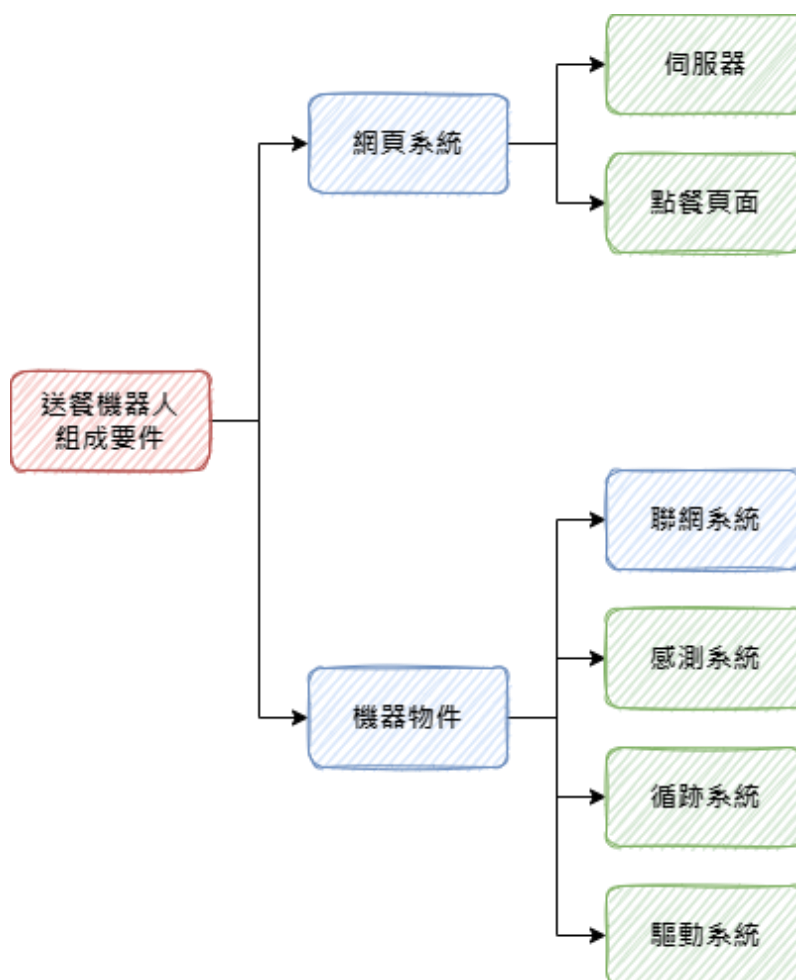 伺服器
網頁系統
點餐頁面
送餐機器人
組成要件
聯網系統
感測系統
機器物件
循跡系統
驅動系統